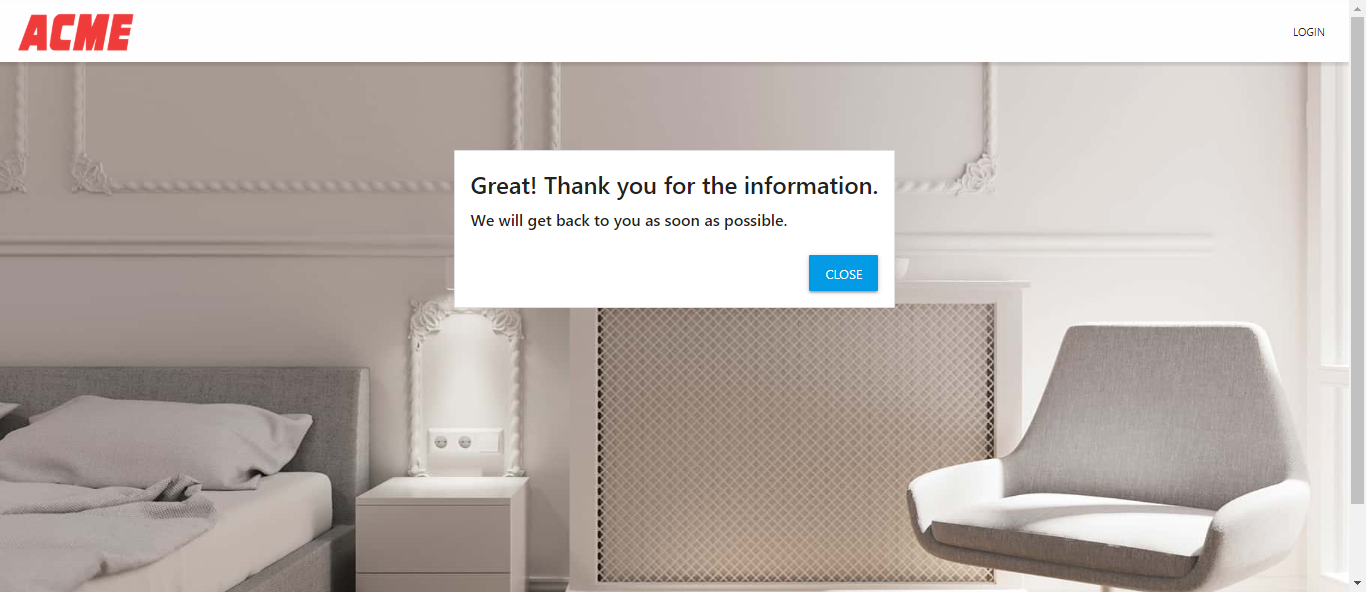 ACME
LOGIN
Great! Thank you for the information.
We will get back to you as soon as possible.
CLOSE